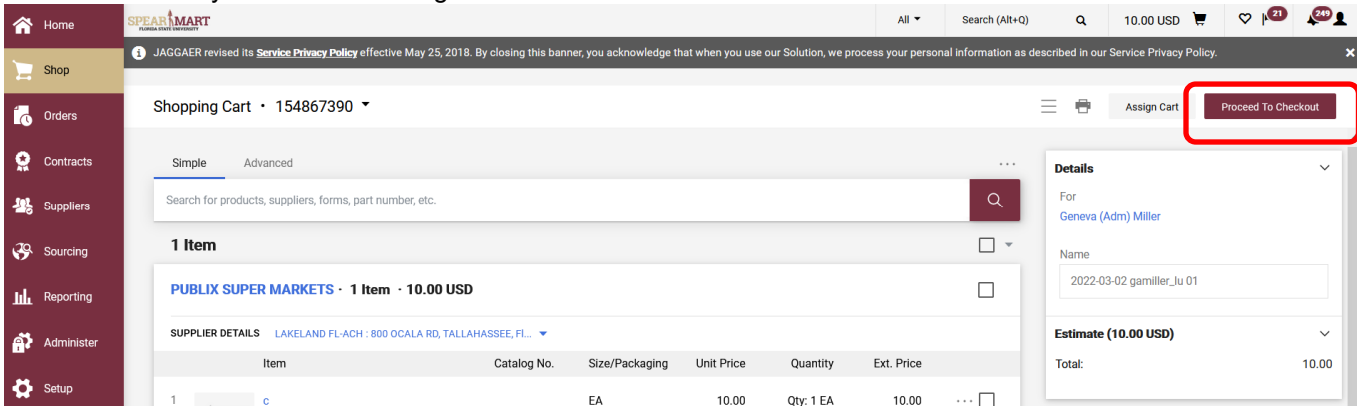 Home
SPEARMART
FLORIDA STATE UNIVERSITY
All
Search (Alt+Q)
10.00 USD
21
249
JAGGAER revised its Service Privacy Policy effective May 25, 2018. By closing this banner, you acknowledge that when you use our Solution, we process your personal information as described in our Service Privacy Policy.
Shop
Orders
Contracts
Suppliers
Sourcing
Reporting
Administer
Setup
Shopping Cart • 154867390
Assign Cart
Proceed To Checkout
Simple
Advanced
Search for products, suppliers, forms, part number, etc.
1 Item
PUBLIX SUPER MARKETS · 1 Item · 10.00 USD
SUPPLIER DETAILS LAKELAND FL-ACH : 800 OCALA RD, TALLAHASSEE, Fl...
Item Catalog No. Size/Packaging Unit Price Quantity Ext. Price
1 c EA 10.00 Qty: 1 EA 10.00 ...
Details
For
Geneva (Adm) Miller
Name
2022-03-02 gamiller_lu 01
Estimate (10.00 USD)
Total: 10.00